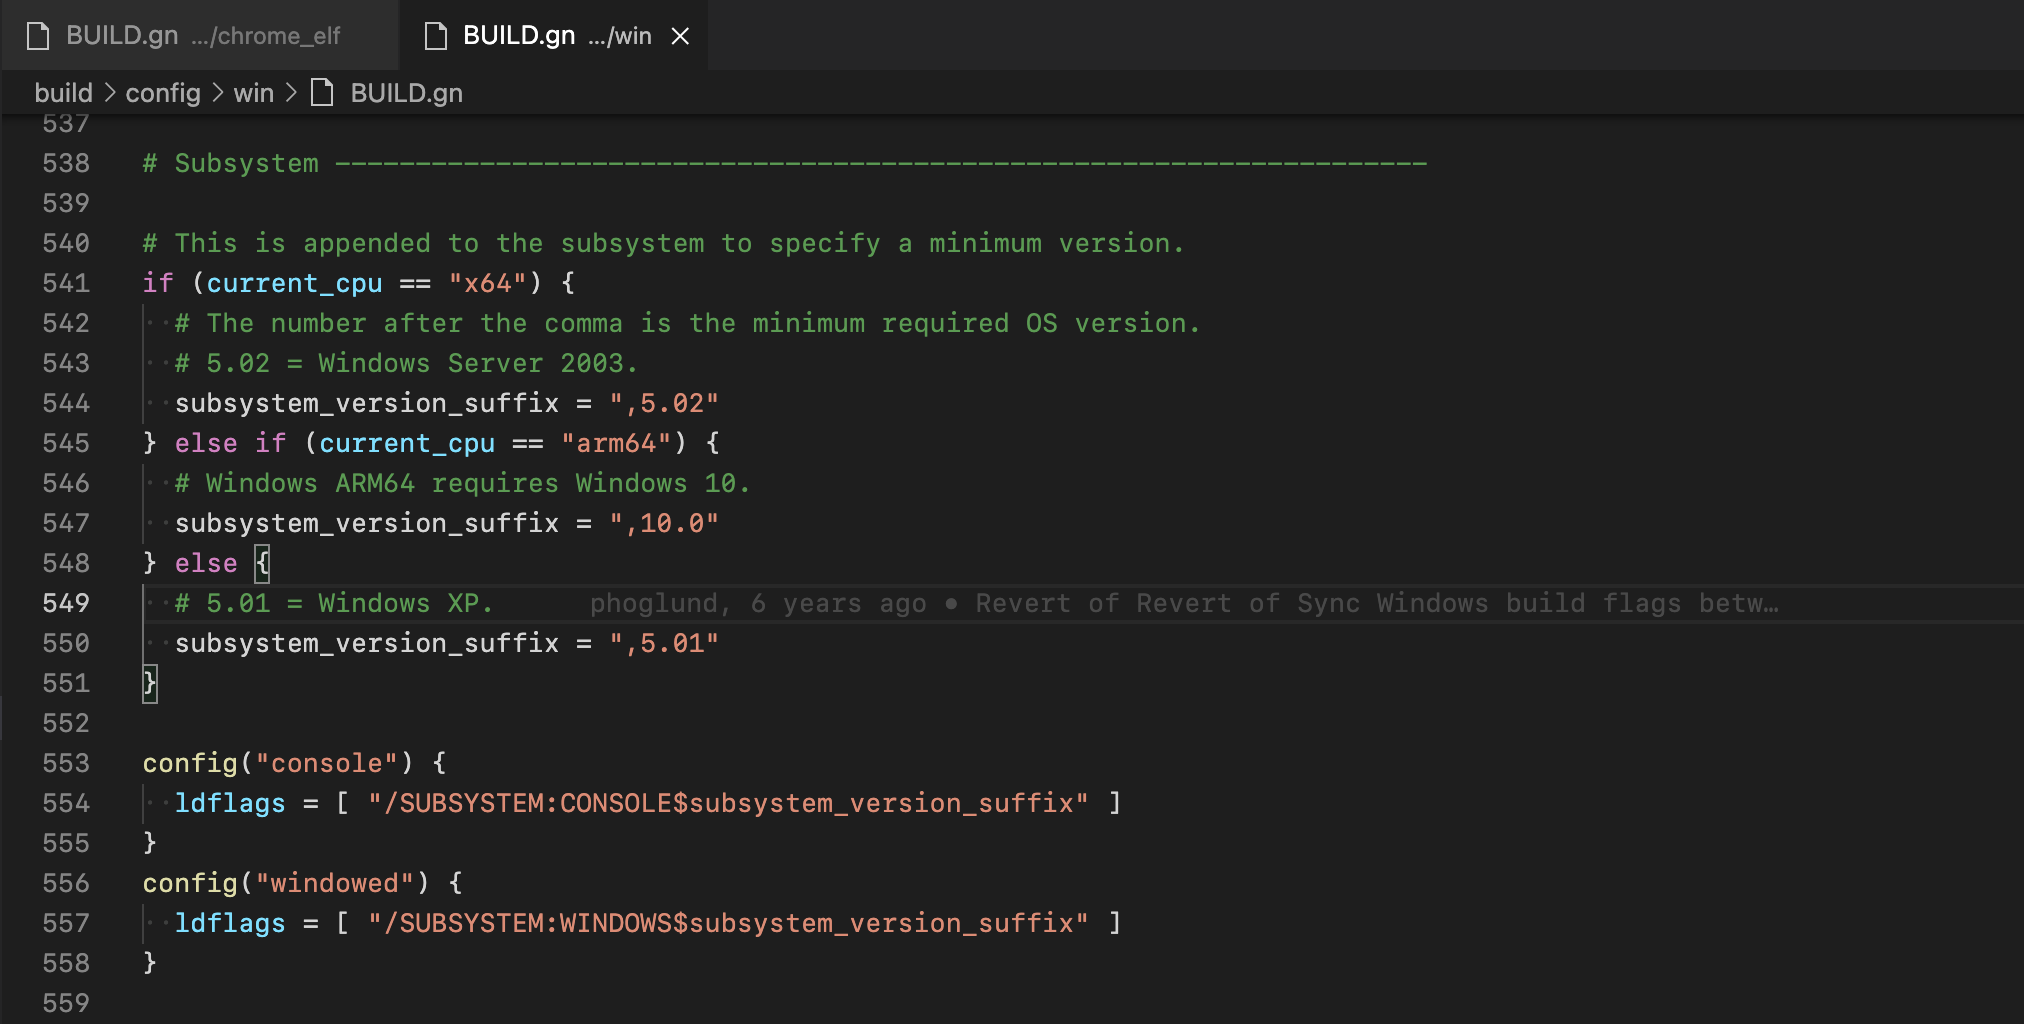 BUILD.gn .../chrome_elf BUILD.gn .../win
build > config > win > BUILD.gn
537
538 # Subsystem --------------------------------------------------------------------
539
540 # This is appended to the subsystem to specify a minimum version.
541 if (current_cpu == "x64") {
542   # The number after the comma is the minimum required OS version.
543   # 5.02 = Windows Server 2003.
544   subsystem_version_suffix = ",5.02"
545 } else if (current_cpu == "arm64") {
546   # Windows ARM64 requires Windows 10.
547   subsystem_version_suffix = ",10.0"
548 } else {
549   # 5.01 = Windows XP. phoglund, 6 years ago • Revert of Revert of Sync Windows build flags betw…
550   subsystem_version_suffix = ",5.01"
551 }
552
553 config("console") {
554   ldflags = [ "/SUBSYSTEM:CONSOLE$subsystem_version_suffix" ]
555 }
556 config("windowed") {
557   ldflags = [ "/SUBSYSTEM:WINDOWS$subsystem_version_suffix" ]
558 }
559